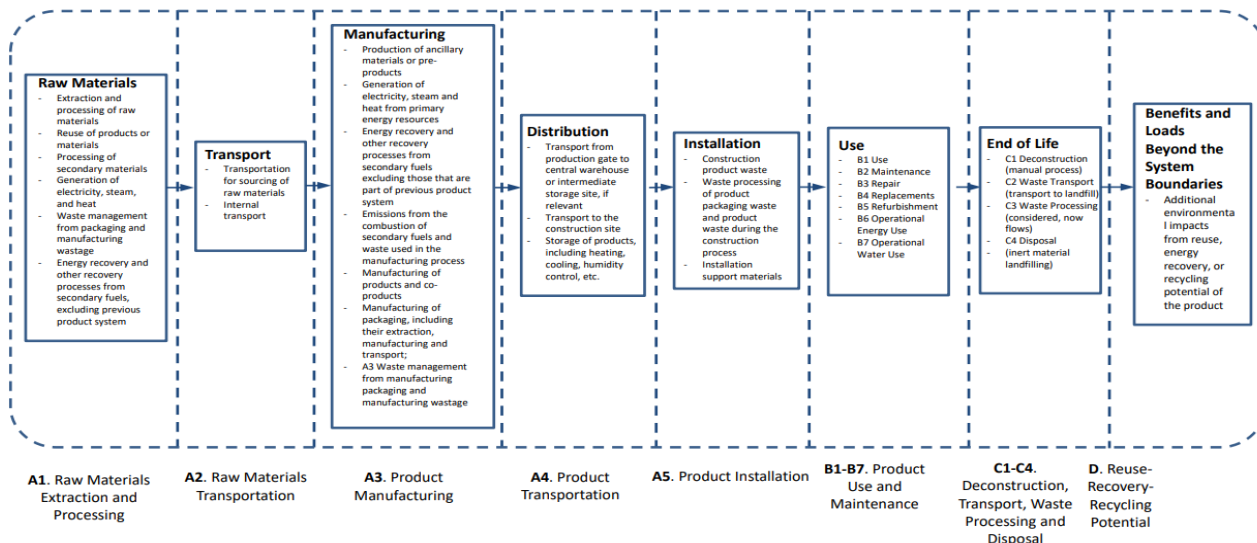 Raw Materials
- Extraction and
processing of raw
materials
- Reuse of products or
materials
- Processing of
secondary materials
- Generation of
electricity, steam, and
heat
- Waste management
from packaging and
manufacturing
wastage
- Energy recovery and
other recovery
processes from
secondary fuels,
excluding previous
product system
Transport
- Transportation
for sourcing of
raw materials
- Internal
transport
Manufacturing
- Production of ancillary
materials or pre-
products
- Generation of
electricity, steam and
heat from primary
energy resources
- Energy recovery and
other recovery
processes from
secondary fuels
excluding those that are
part of previous product
system
- Emissions from the
combustion of
secondary fuels and
waste used in the
manufacturing process
- Manufacturing of
products and co-
products
- Manufacturing of
packaging, including
their extraction,
manufacturing and
transport;
- A3 Waste management
from manufacturing
packaging and
manufacturing wastage
Distribution
- Transport from
production gate to
central warehouse
or intermediate
storage site, if
relevant
- Transport to the
construction site
- Storage of products,
including heating,
cooling, humidity
control, etc.
Installation
- Construction
product waste
- Waste processing
of product
packaging waste
and product
waste during the
construction
process
- Installation
support materials
Use
- B1 Use
- B2 Maintenance
- B3 Repair
- B4 Replacements
- B5 Refurbishment
- B6 Operational
Energy Use
- B7 Operational
Water Use
End of Life
- C1 Deconstruction
(manual process)
- C2 Waste Transport
(transport to landfill)
- C3 Waste Processing
(considered, now
flows)
- C4 Disposal
- (inert material
landfilling)
Benefits and
Loads
Beyond the
System
Boundaries
- Additional
environmenta
l impacts
from reuse,
energy
recovery, or
recycling
potential of
the product
A1. Raw Materials
Extraction and
Processing
A2. Raw Materials
Transportation
A3. Product
Manufacturing
A4. Product
Transportation
A5. Product Installation
B1-B7. Product
Use and
Maintenance
C1-C4.
Deconstruction,
Transport, Waste
Processing and
Disposal
D. Reuse-
Recovery-
Recycling
Potential